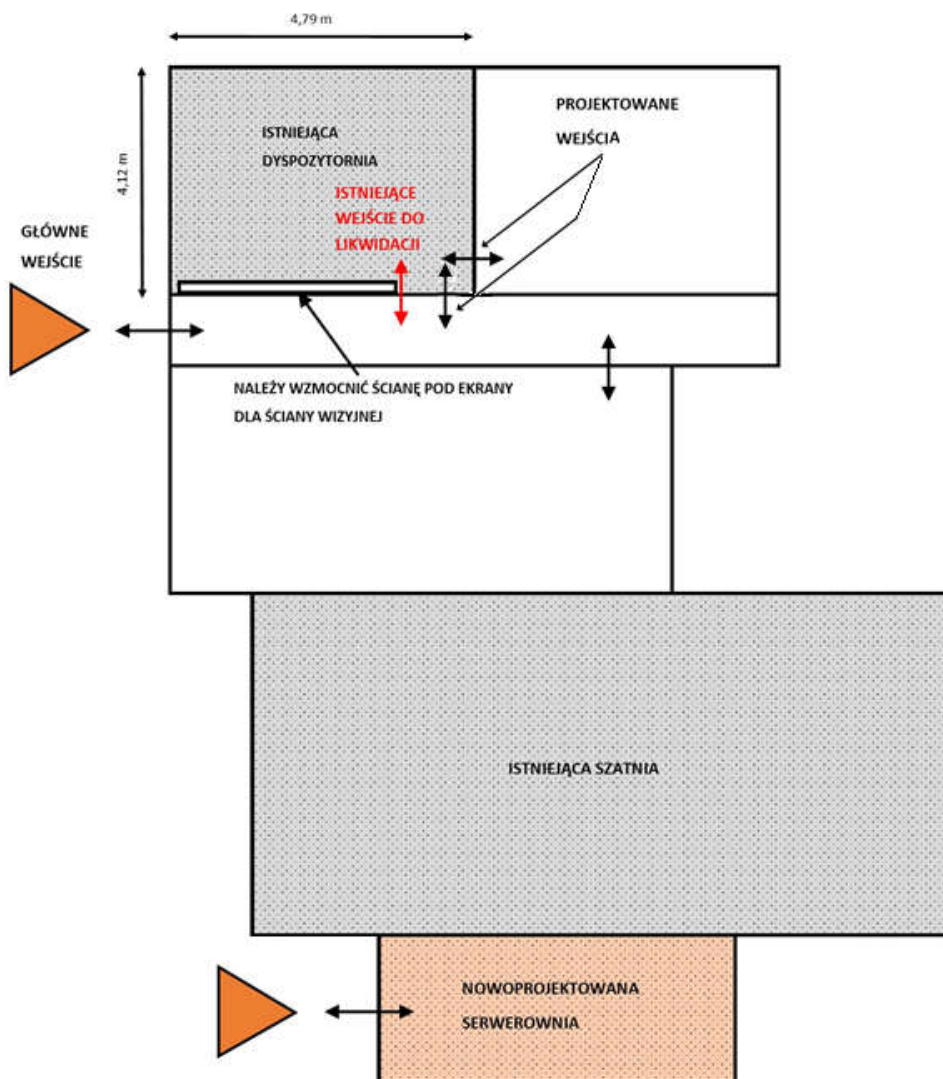 4,79 m
4,12 m
ISTNIEJĄCA
DYSPOZYTORNIA
PROJEKTOWANE
WEJŚCIA
ISTNIEJĄCE
WEJŚCIE DO
LIKWIDACJI
GŁÓWNE
WEJŚCIE
NALEŻY WZMOCNIĆ ŚCIANĘ POD EKRANY
DLA ŚCIANY WIZYJNEJ
ISTNIEJĄCA SZATNIA
NOWOPROJEKTOWANA
SERWEROWNIA